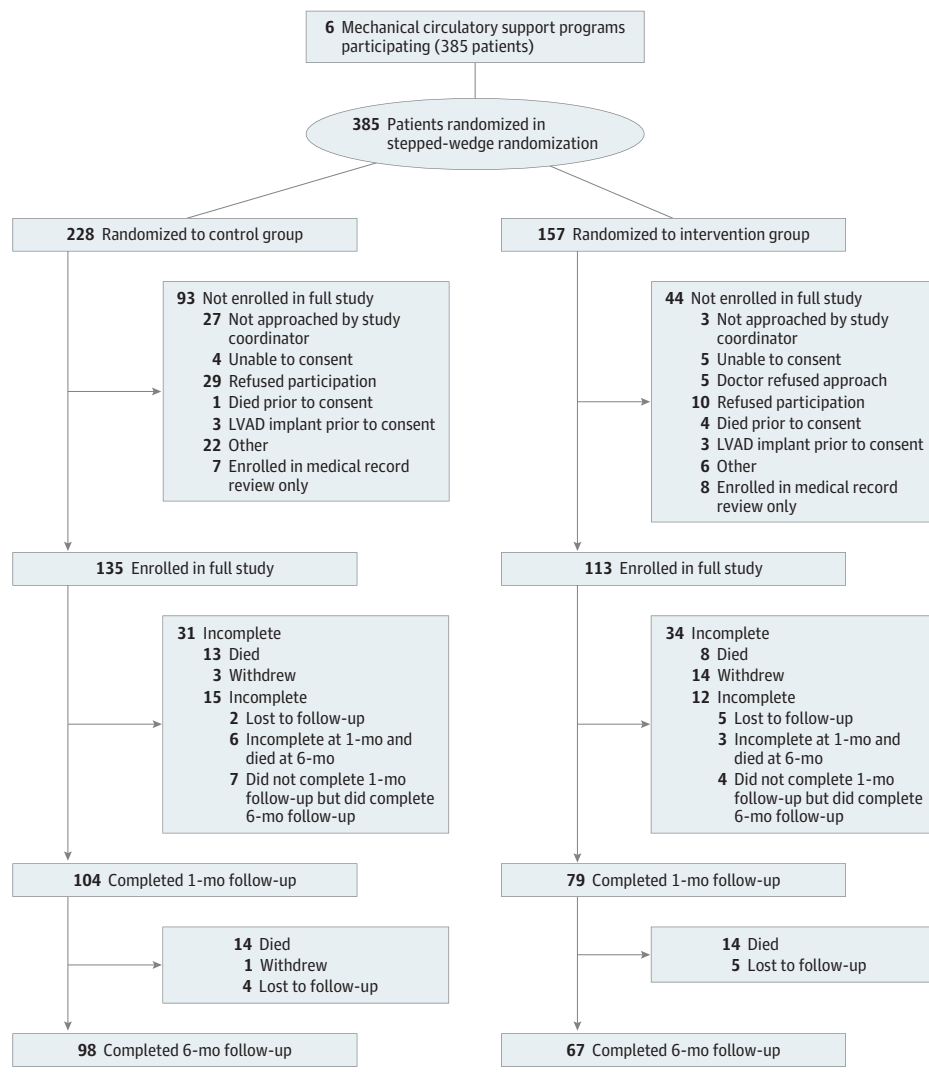 6 Mechanical circulatory support programs
participating (385 patients)
385 Patients randomized in
stepped-wedge randomization
228 Randomized to control group
157 Randomized to intervention group
93 Not enrolled in full study
27 Not approached by study
coordinator
4 Unable to consent
29 Refused participation
1 Died prior to consent
3 LVAD implant prior to consent
22 Other
7 Enrolled in medical record
review only
44 Not enrolled in full study
3 Not approached by study
coordinator
5 Unable to consent
5 Doctor refused approach
10 Refused participation
4 Died prior to consent
3 LVAD implant prior to consent
6 Other
8 Enrolled in medical record
review only
135 Enrolled in full study
113 Enrolled in full study
31 Incomplete
13 Died
3 Withdrew
15 Incomplete
2 Lost to follow-up
6 Incomplete at 1-mo and
died at 6-mo
7 Did not complete 1-mo
follow-up but did complete
6-mo follow-up
34 Incomplete
8 Died
14 Withdrew
12 Incomplete
5 Lost to follow-up
3 Incomplete at 1-mo and
died at 6-mo
4 Did not complete 1-mo
follow-up but did complete
6-mo follow-up
104 Completed 1-mo follow-up
79 Completed 1-mo follow-up
14 Died
1 Withdrew
4 Lost to follow-up
14 Died
5 Lost to follow-up
98 Completed 6-mo follow-up
67 Completed 6-mo follow-up